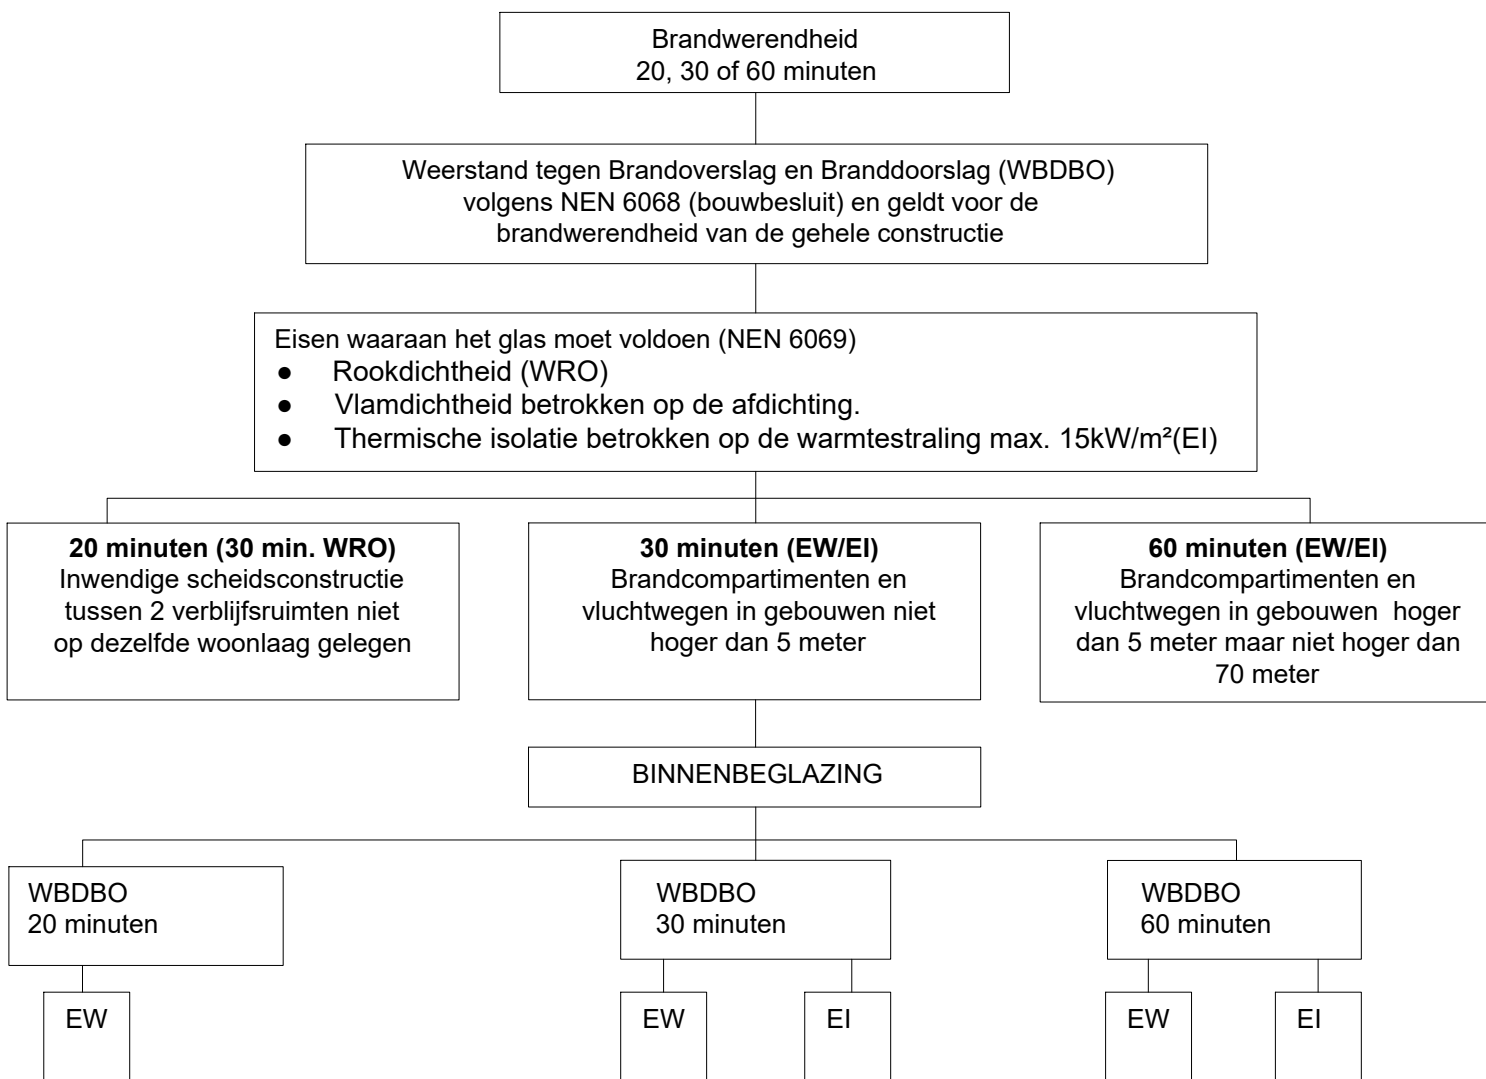 Brandwerendheid
20, 30 of 60 minuten
Weerstand tegen Brandoverslag en Branddoorslag (WBDBO)
volgens NEN 6068 (bouwbesluit) en geldt voor de
brandwerendheid van de gehele constructie
Eisen waaraan het glas moet voldoen (NEN 6069)
● Rookdichtheid (WRO)
● Vlamdichtheid betrokken op de afdichting.
● Thermische isolatie betrokken op de warmtestraling max. 15kW/m²(EI)
20 minuten (30 min. WRO)
Inwendige scheidsconstructie
tussen 2 verblijfsruimten niet
op dezelfde woonlaag gelegen
30 minuten (EW/EI)
Brandcompartimenten en
vluchtwegen in gebouwen niet
hoger dan 5 meter
60 minuten (EW/EI)
Brandcompartimenten en
vluchtwegen in gebouwen hoger
dan 5 meter maar niet hoger dan
70 meter
BINNENBEGLAZING
WBDBO
20 minuten
WBDBO
30 minuten
WBDBO
60 minuten
EW
EW
EI
EW
EI